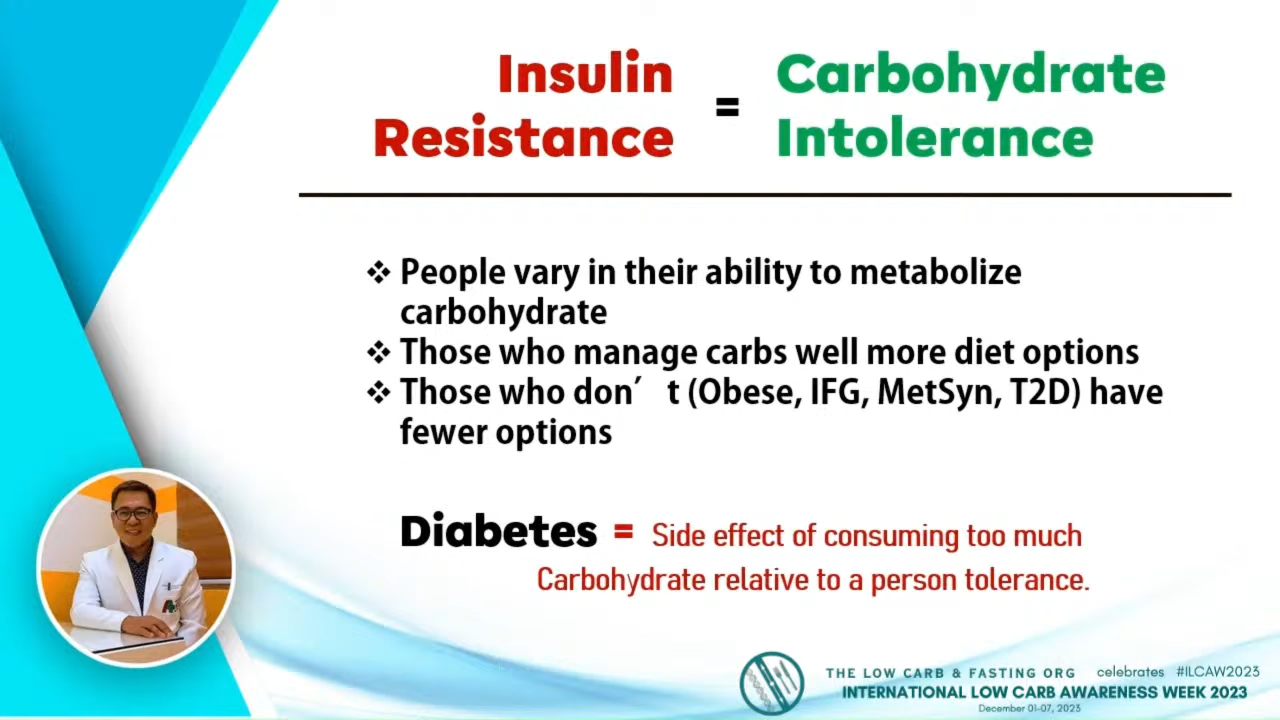 Insulin
Resistance
=
Carbohydrate
Intolerance
❖ People vary in their ability to metabolize
carbohydrate
❖ Those who manage carbs well more diet options
❖ Those who don′ t (Obese, IFG, MetSyn, T2D) have
fewer options
Diabetes = Side effect of consuming too much
Carbohydrate relative to a person tolerance.
THE LOW CARB & FASTING ORG celebrates #ILCAW2023
INTERNATIONAL LOW CARB AWARENESS WEEK 2023
December 01-07, 2023